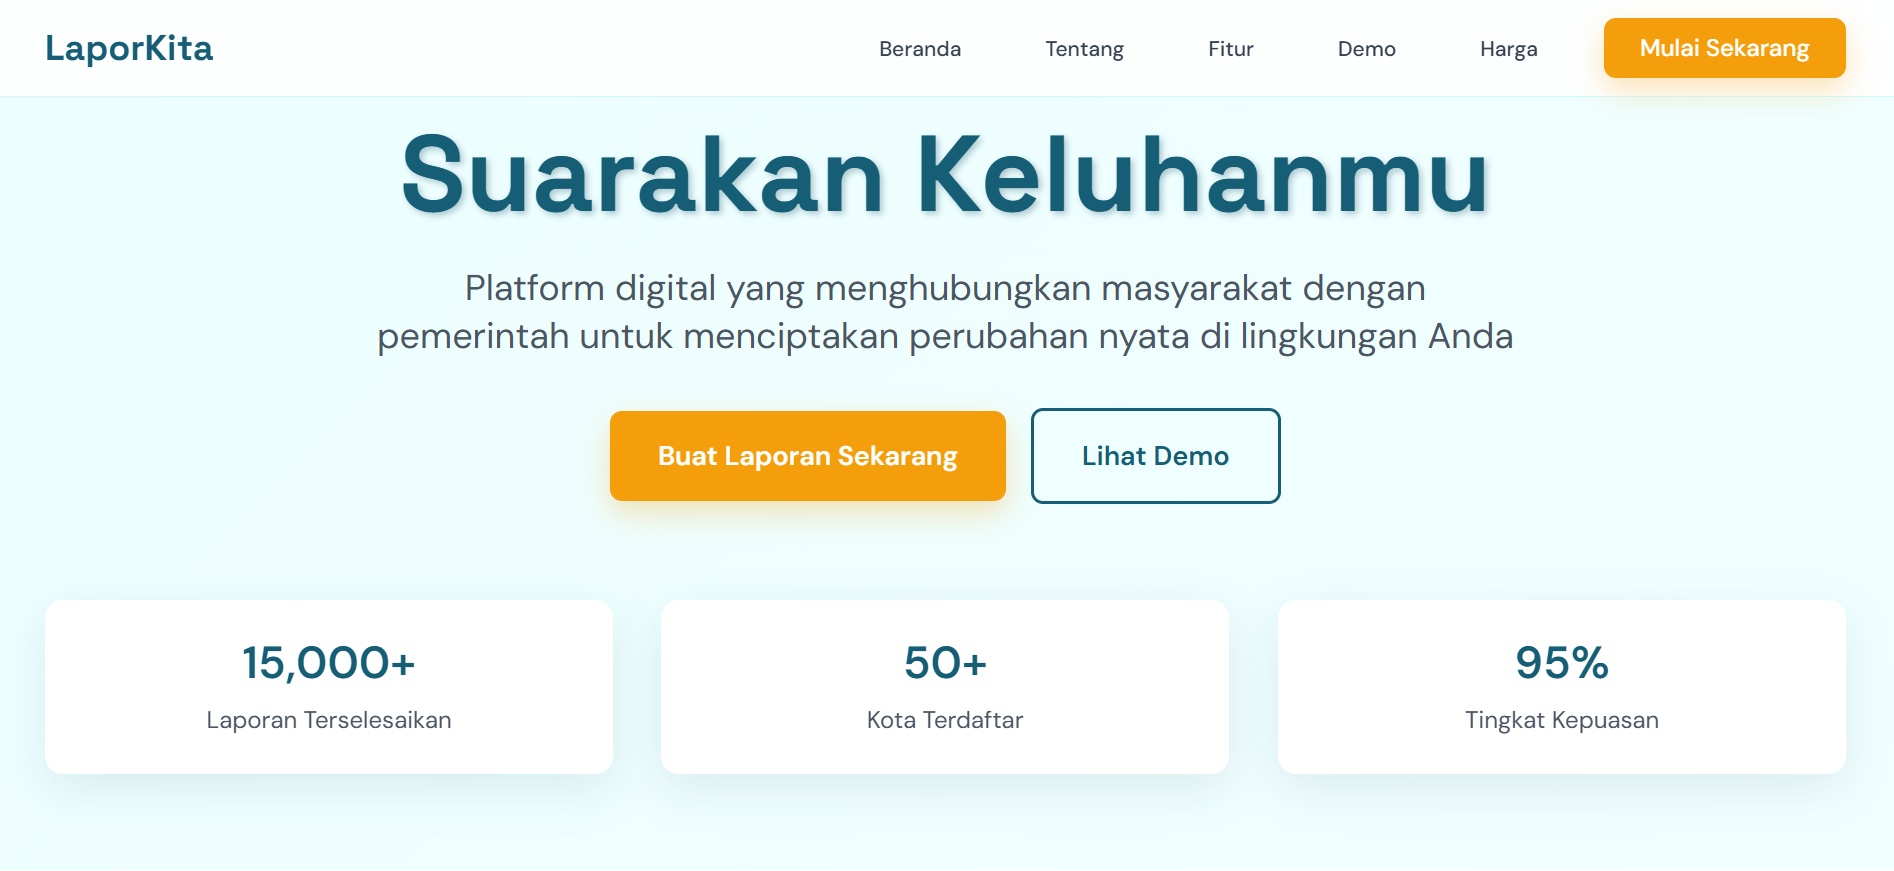 LaporKita
Beranda
Tentang
Fitur
Demo
Harga
Mulai Sekarang
Suarakan Keluhanmu
Platform digital yang menghubungkan masyarakat dengan
pemerintah untuk menciptakan perubahan nyata di lingkungan Anda
Buat Laporan Sekarang
Lihat Demo
15,000+
Laporan Terselesaikan
50+
Kota Terdaftar
95%
Tingkat Kepuasan